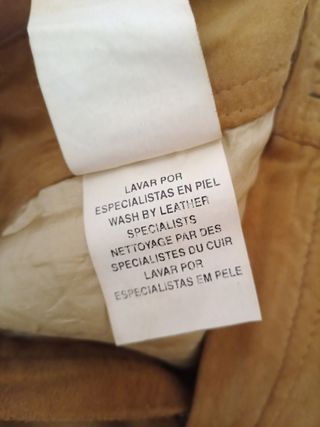 LAVAR POR
ESPECIALISTAS EN PIEL
WASH BY LEATHER
SPECIALISTS
NETTOYAGE PAR DES
SPECIALISTES DU CUIR
LAVAR POR
ESPECIALISTAS EM PELE